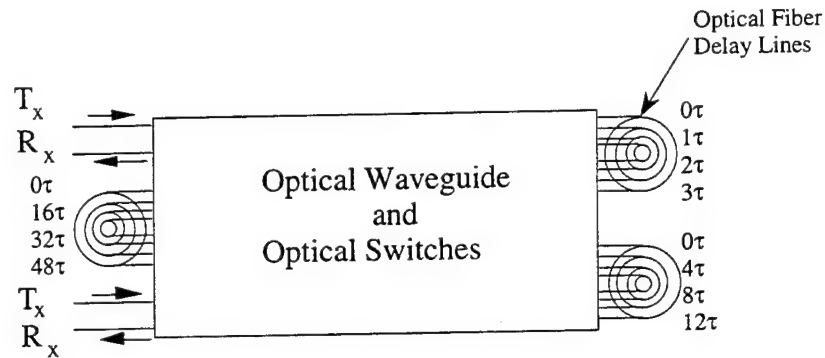 Optical Fiber
Delay Lines
Tx
Rx
0τ
16τ
32τ
48τ
Tx
Rx
Optical Waveguide
and
Optical Switches
0τ
1τ
2τ
3τ
0τ
4τ
8τ
12τ